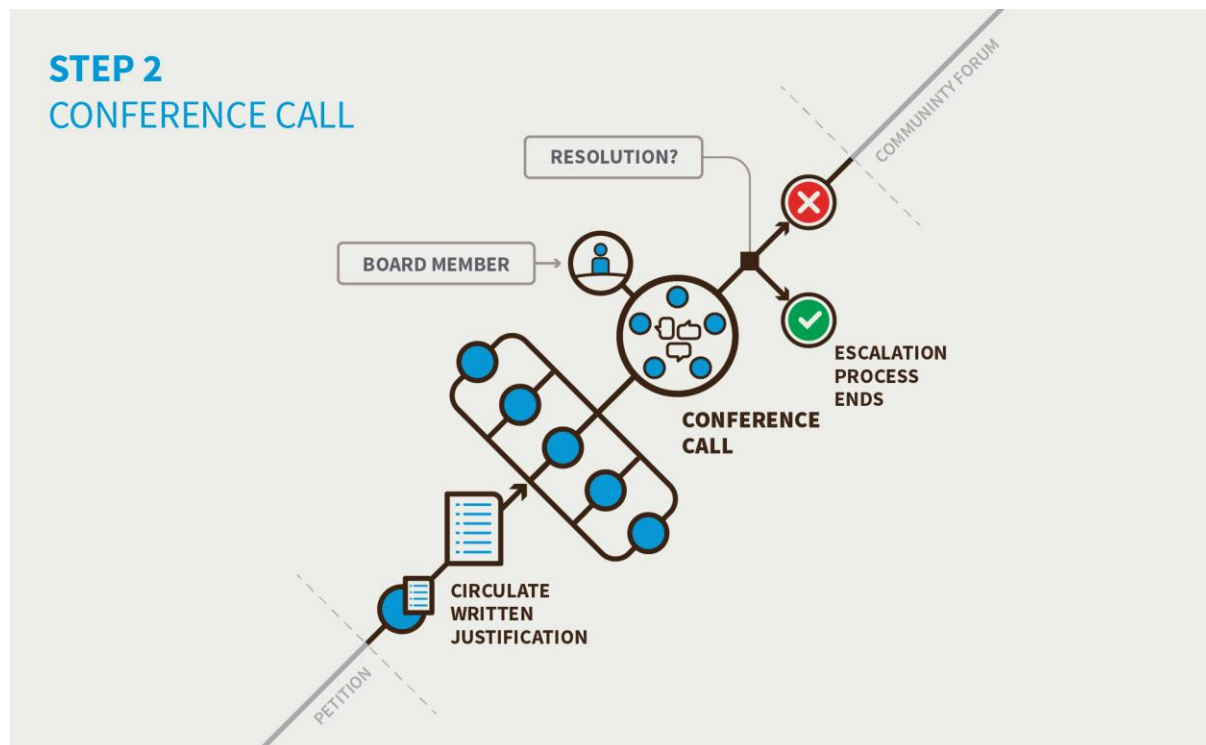 STEP 2
CONFERENCE CALL
COMMUNINTY FORUM
RESOLUTION?
BOARD MEMBER
ESCALATION
PROCESS
ENDS
CONFERENCE
CALL
CIRCULATE
WRITTEN
JUSTIFICATION
PETITION